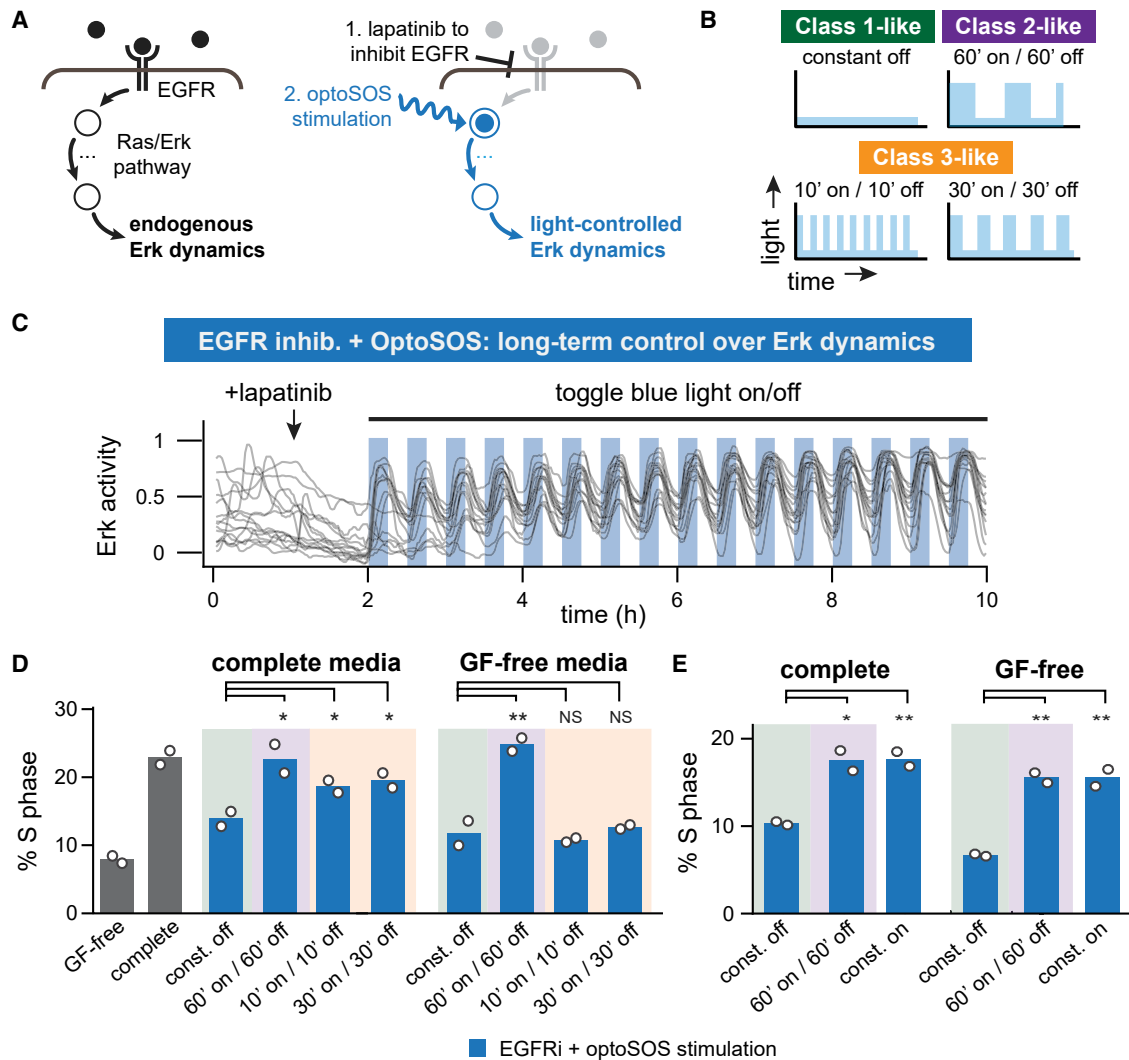 A
EGFR
...
Ras/Erk
pathway
endogenous
Erk dynamics
1. lapatinib to
inhibit EGFR
2. optoSOS
stimulation
...
light-controlled
Erk dynamics
B
Class 1-like
constant off
Class 2-like
60’ on / 60’ off
Class 3-like
10’ on / 10’ off
30’ on / 30’ off
light
time
C
EGFR inhib. + OptoSOS: long-term control over Erk dynamics
+lapatinib
toggle blue light on/off
Erk activity
1
0.5
0
0
2
4
6
8
10
time (h)
D
complete media
GF-free media
* * *
** NS NS
% S phase
30
20
10
0
GF-free
complete
const. off
60’ on / 60’ off
10’ on / 10’ off
30’ on / 30’ off
const. off
60’ on / 60’ off
10’ on / 10’ off
30’ on / 30’ off
E
complete
GF-free
* **
** **
% S phase
20
10
0
const. off
60’ on / 60’ off
const. on
const. off
60’ on / 60’ off
const. on
EGFRi + optoSOS stimulation